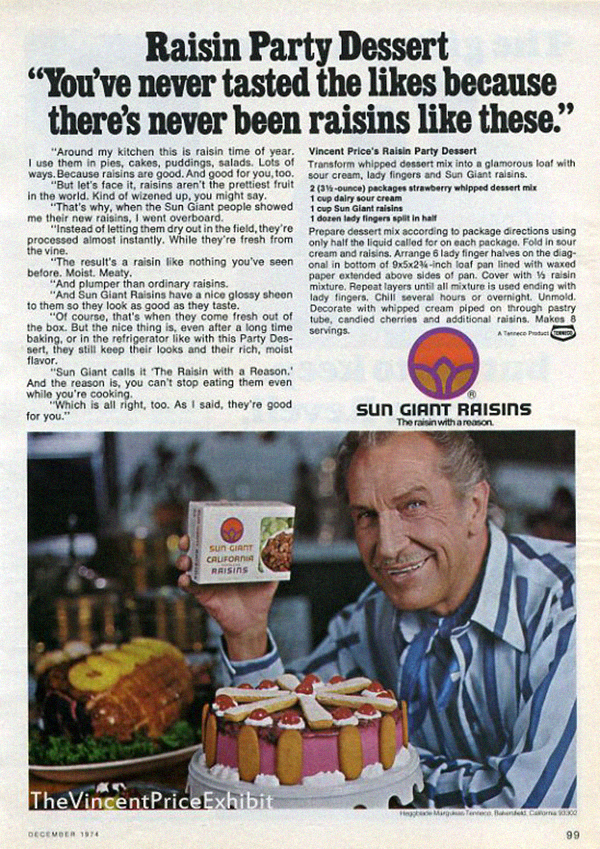 Raisin Party Dessert
“You’ve never tasted the likes because
there’s never been raisins like these.”
"Around my kitchen this is raisin time of year.
I use them in pies, cakes, puddings, salads. Lots of
ways. Because raisins are good. And good for you, too.
"But let's face it, raisins aren't the prettiest fruit
in the world. Kind of wizened up, you might say.
"That's why, when the Sun Giant people showed
me their new raisins, I went overboard.
"Instead of letting them dry out in the field, they're
processed almost instantly. While they're fresh from
the vine.
"The result's a raisin like nothing you've seen
before. Moist. Meaty.
"And plumper than ordinary raisins.
"And Sun Giant Raisins have a nice glossy sheen
to them so they look as good as they taste.
"Of course, that's when they come fresh out of
the box. But the nice thing is, even after a long time
baking, or in the refrigerator like with this Party Des-
sert, they still keep their looks and their rich, moist
flavor.
"Sun Giant calls it 'The Raisin with a Reason.'
And the reason is, you can't stop eating them even
while you're cooking.
"Which is all right, too. As I said, they're good
for you."
Vincent Price's Raisin Party Dessert
Transform whipped dessert mix into a glamorous loaf with
sour cream, lady fingers and Sun Giant raisins.
2 (3½-ounce) packages strawberry whipped dessert mix
1 cup dairy sour cream
1 cup Sun Giant raisins
1 dozen lady fingers split in half
Prepare dessert mix according to package directions using
only half the liquid called for on each package. Fold in sour
cream and raisins. Arrange 6 lady finger halves on the diag-
onal in bottom of 9x5x2¾-inch loaf pan lined with waxed
paper extended above sides of pan. Cover with ⅓ raisin
mixture. Repeat layers until all mixture is used ending with
lady fingers. Chill several hours or overnight. Unmold.
Decorate with whipped cream piped on through pastry
tube, candied cherries and additional raisins. Makes 8
servings.
A Tenneco Product TENNECO
®
SUN GIANT RAISINS
The raisin with a reason.
SUN GIANT
CALIFORNIA
RAISINS
TheVincentPriceExhibit
Heggblade-Marguleas-Tenneco, Bakersfield, California 93302
DECEMBER 1974
99